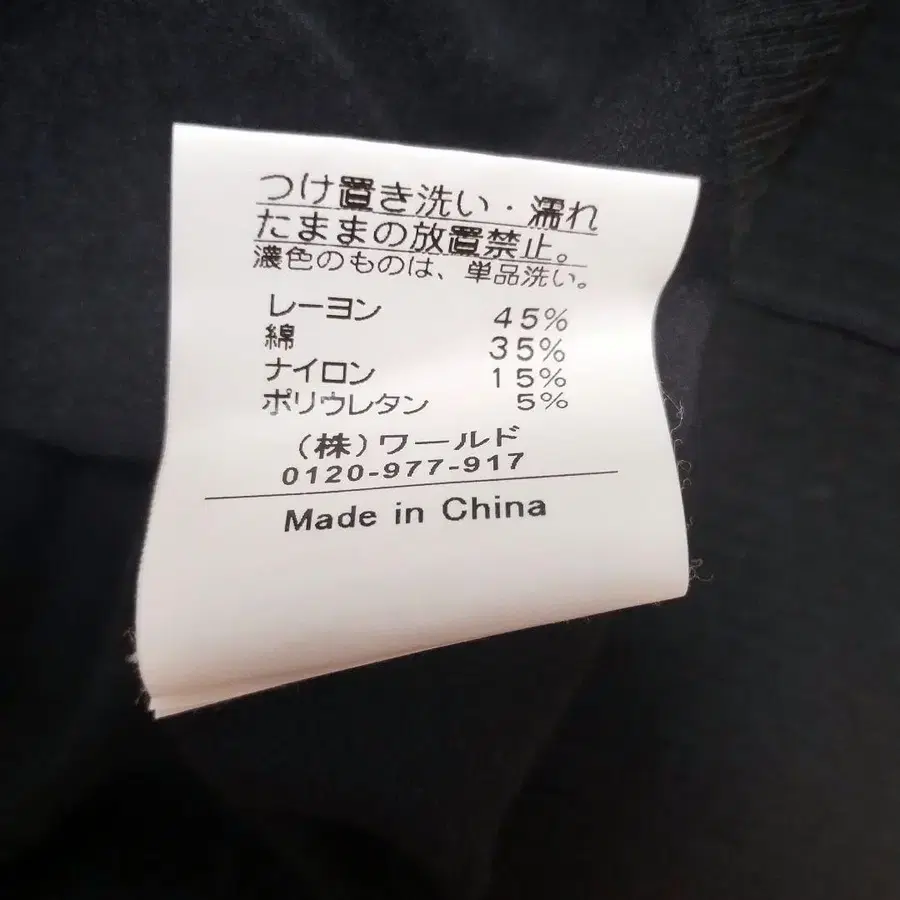 つけ置き洗い・濡れ
たままの放置禁止。
濃色のものは、単品洗い。
レーヨン 45%
綿 35%
ナイロン 15%
ポリウレタン 5%
(株)ワールド
0120-977-917
Made in China